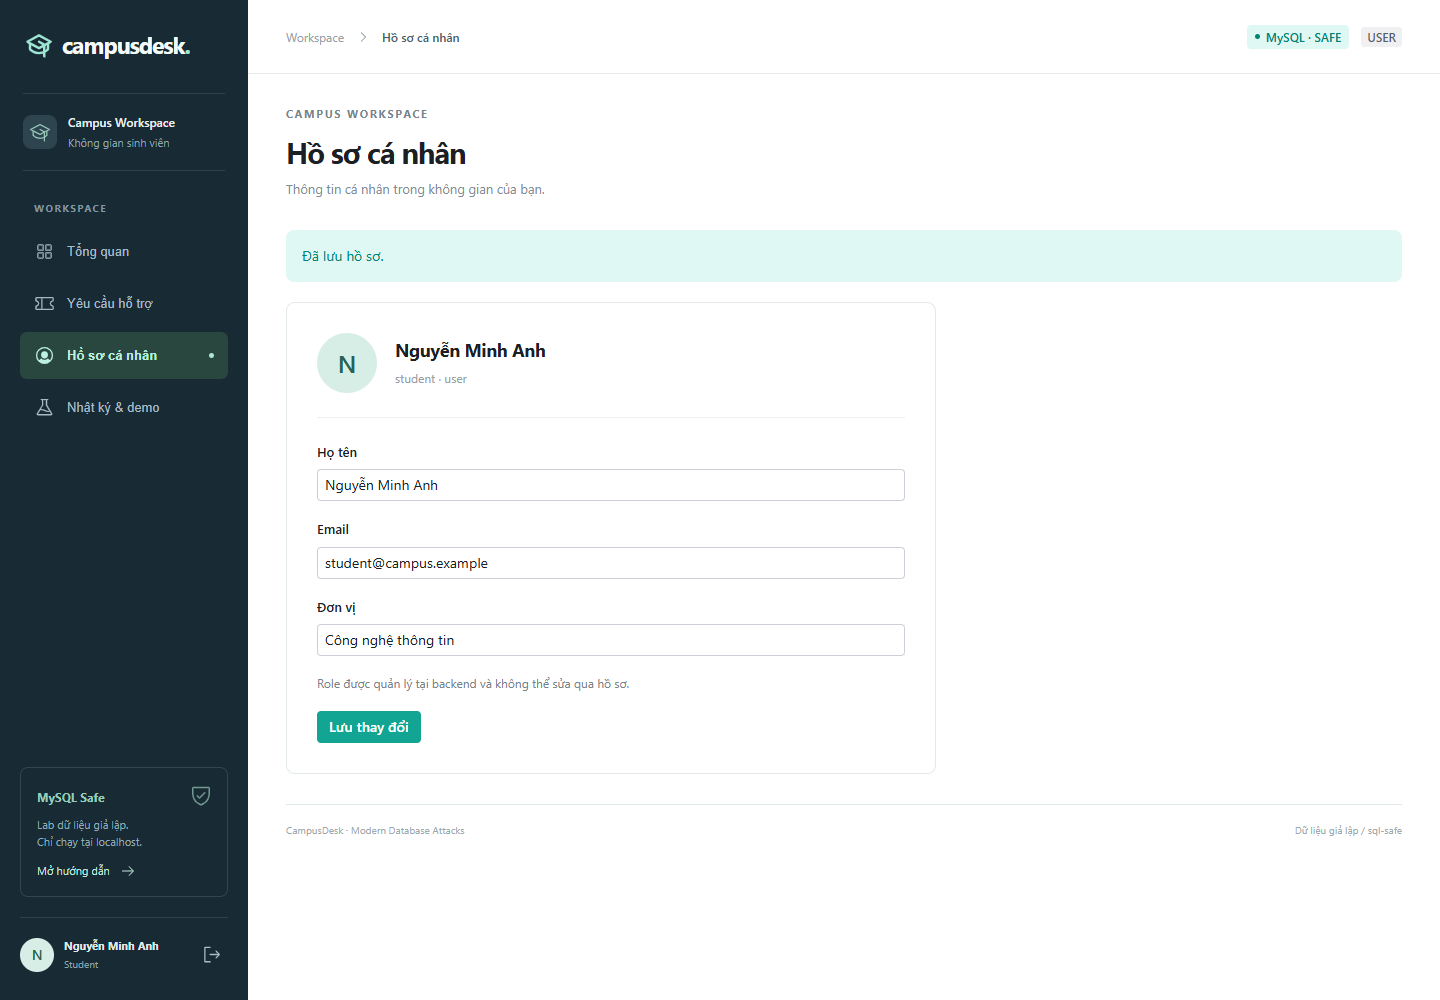 campusdesk.
Campus Workspace
Không gian sinh viên
WORKSPACE
Tổng quan
Yêu cầu hỗ trợ
Hồ sơ cá nhân
Nhật ký & demo
MySQL Safe
Lab dữ liệu giả lập.
Chỉ chạy tại localhost.
Mở hướng dẫn
N
Nguyễn Minh Anh
Student
Workspace
Hồ sơ cá nhân
MySQL · SAFE
USER
CAMPUS WORKSPACE
Hồ sơ cá nhân
Thông tin cá nhân trong không gian của bạn.
Đã lưu hồ sơ.
N
Nguyễn Minh Anh
student · user
Họ tên
Nguyễn Minh Anh
Email
student@campus.example
Đơn vị
Công nghệ thông tin
Role được quản lý tại backend và không thể sửa qua hồ sơ.
Lưu thay đổi
CampusDesk · Modern Database Attacks
Dữ liệu giả lập / sql-safe